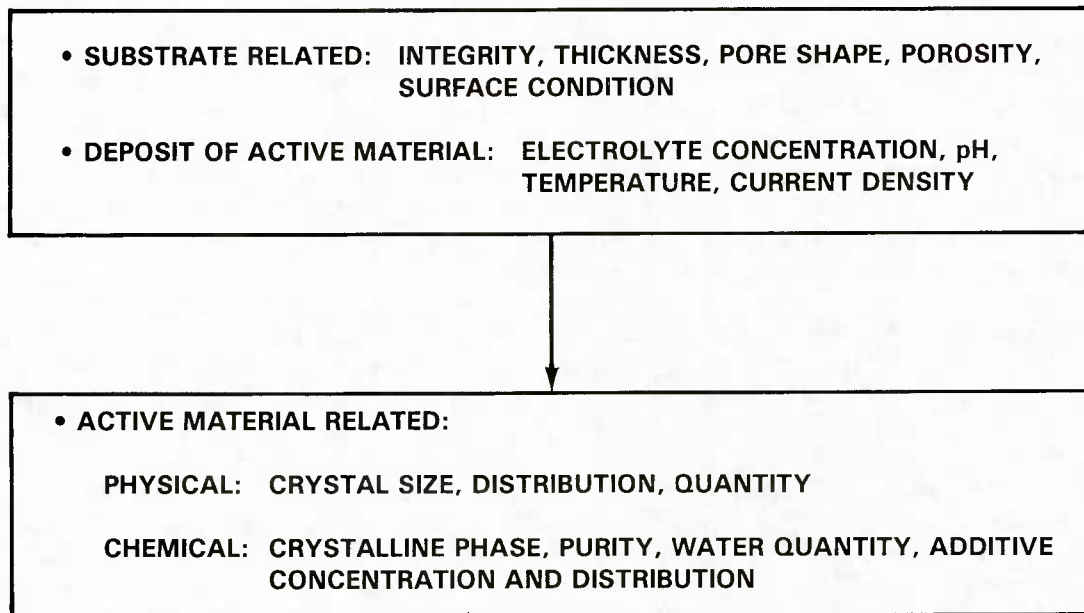 • SUBSTRATE RELATED: INTEGRITY, THICKNESS, PORE SHAPE, POROSITY,
SURFACE CONDITION
• DEPOSIT OF ACTIVE MATERIAL: ELECTROLYTE CONCENTRATION, pH,
TEMPERATURE, CURRENT DENSITY
• ACTIVE MATERIAL RELATED:
PHYSICAL: CRYSTAL SIZE, DISTRIBUTION, QUANTITY
CHEMICAL: CRYSTALLINE PHASE, PURITY, WATER QUANTITY, ADDITIVE
CONCENTRATION AND DISTRIBUTION